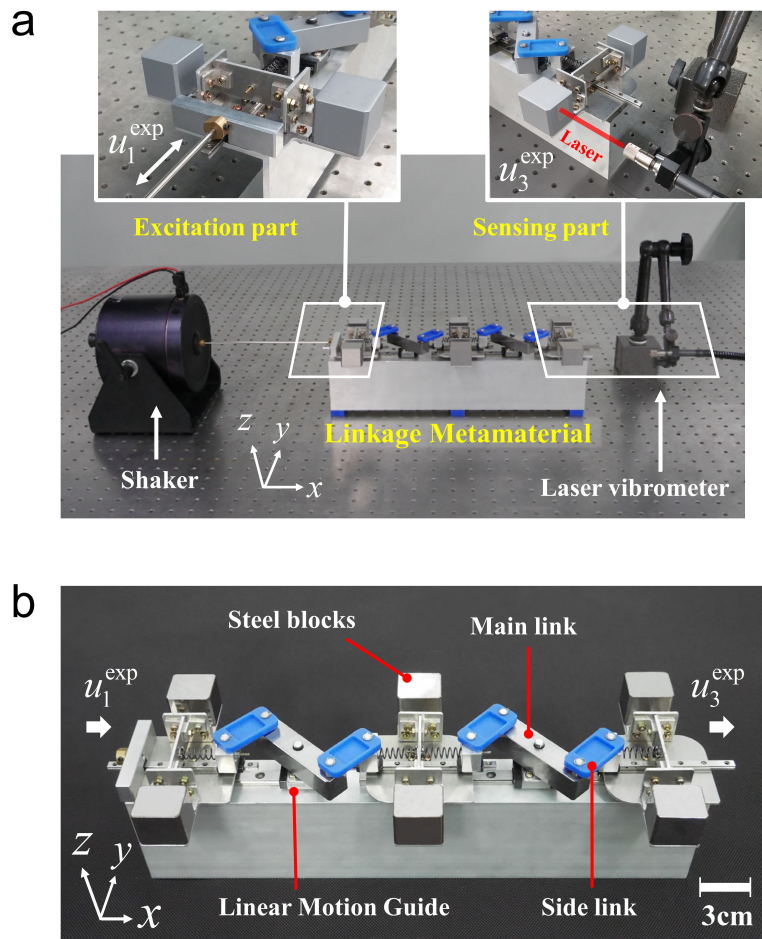 a
u₁ᵉˣᵖ
Laser
u₃ᵉˣᵖ
Excitation part
Sensing part
z
y
x
Linkage Metamaterial
Shaker
Laser vibrometer
b
Steel blocks
Main link
u₁ᵉˣᵖ
u₃ᵉˣᵖ
z
y
x
Linear Motion Guide
Side link
3cm